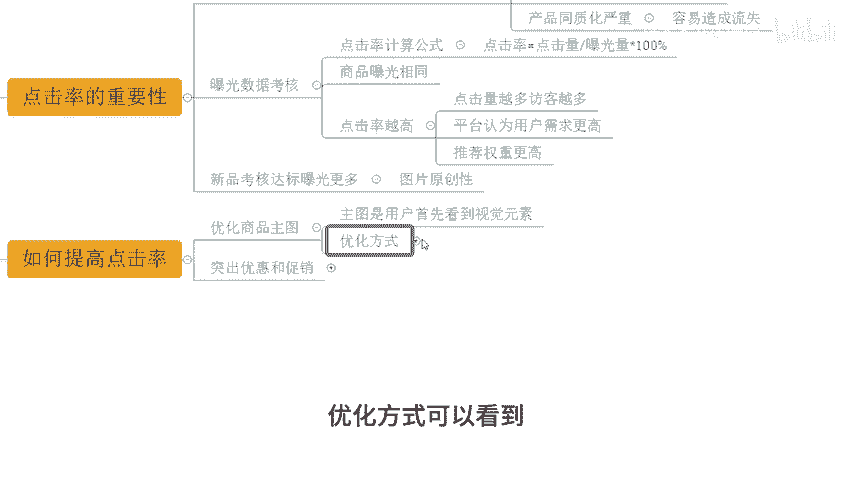 产品同质化严重 容易造成流失
bilibili
点击率计算公式 点击率=点击量/曝光量*100%
曝光数据考核 商品曝光相同
点击率的重要性
点击量越多访客越多
点击率越高 平台认为用户需求更高
推荐权重更高
新品考核达标曝光更多 图片原创性
优化商品主图 主图是用户首先看到视觉元素
优化方式
如何提高点击率
突出优惠和促销
优化方式可以看到